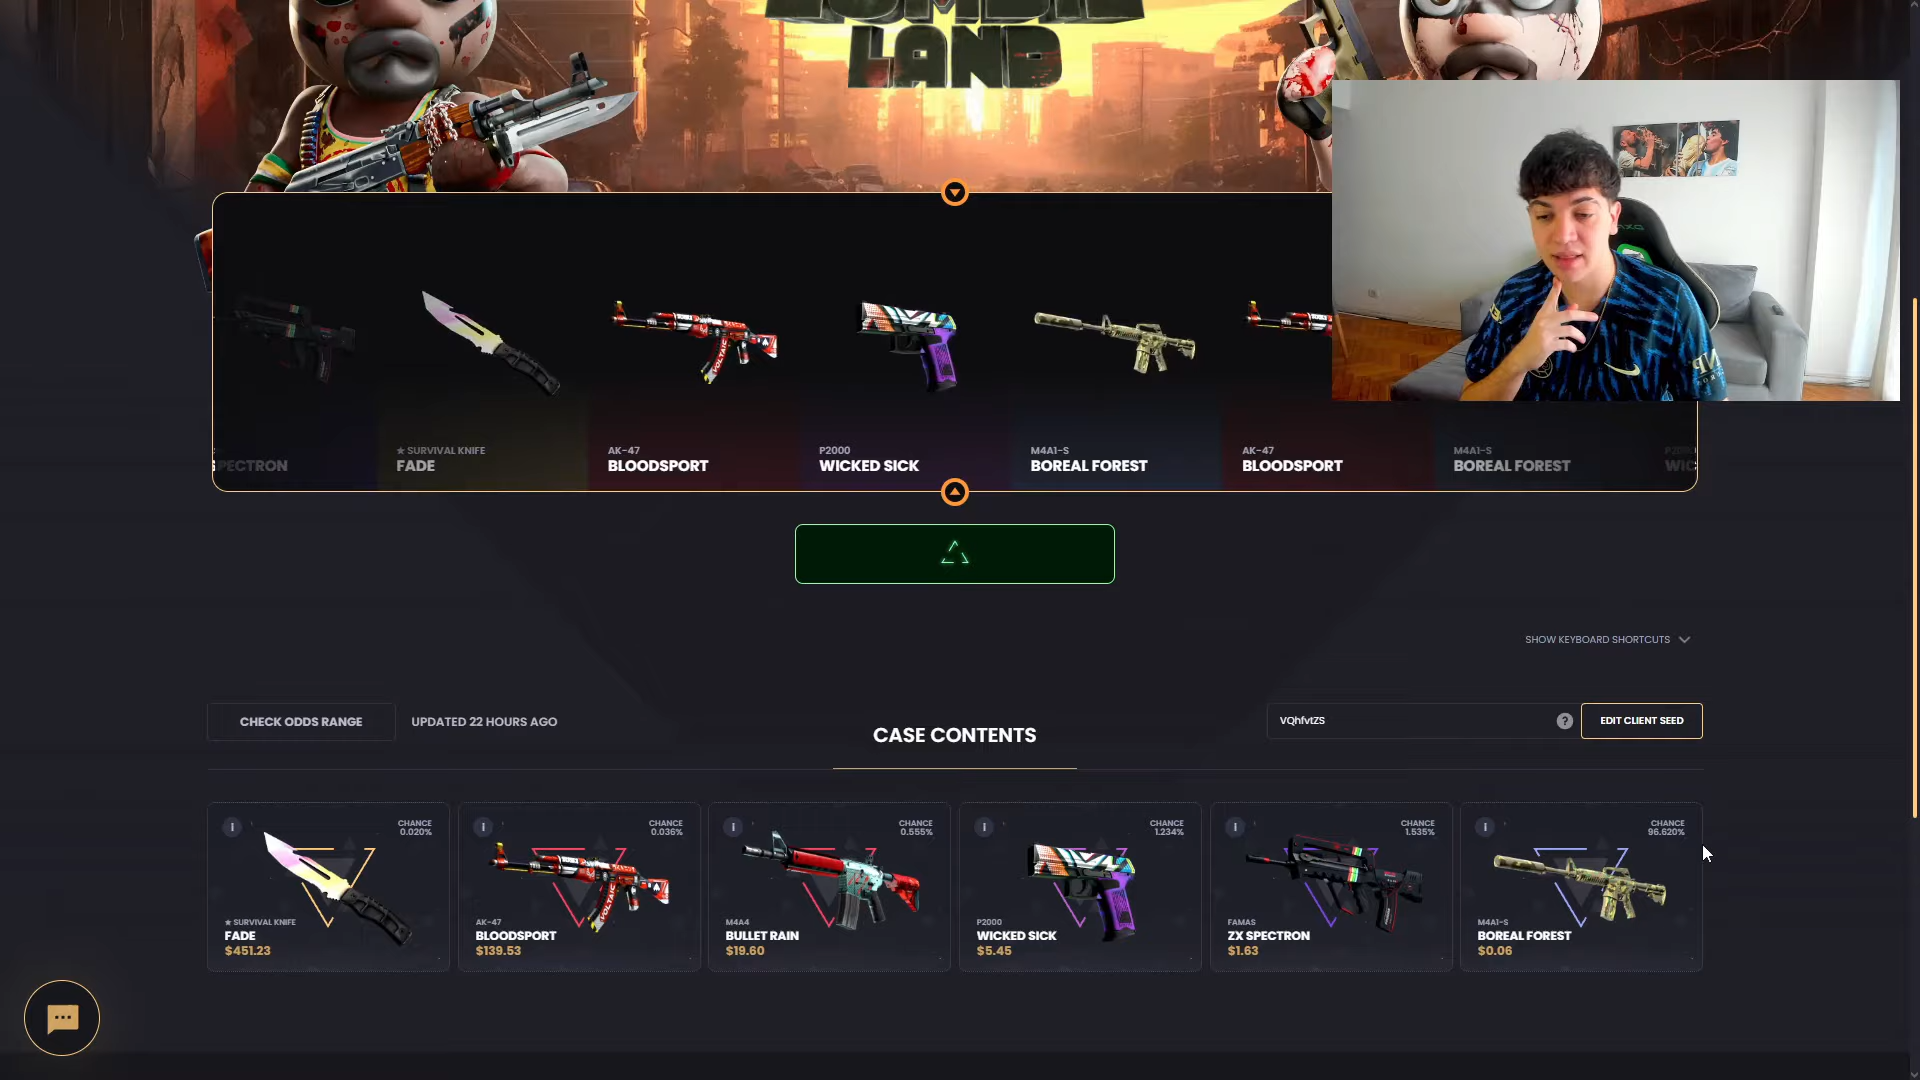 ZOMBIE
LAND
SPECTRON
★ SURVIVAL KNIFE
FADE
AK-47
BLOODSPORT
P2000
WICKED SICK
M4A1-S
BOREAL FOREST
AK-47
BLOODSPORT
M4A1-S
BOREAL FOREST
P2000
WIC
SHOW KEYBOARD SHORTCUTS
CHECK ODDS RANGE
UPDATED 22 HOURS AGO
CASE CONTENTS
VQhfvtZS
?
EDIT CLIENT SEED
i
CHANCE
0.020%
★ SURVIVAL KNIFE
FADE
$451.23
i
CHANCE
0.036%
AK-47
BLOODSPORT
$139.53
i
CHANCE
0.555%
M4A4
BULLET RAIN
$19.60
i
CHANCE
1.234%
P2000
WICKED SICK
$5.45
i
CHANCE
1.535%
FAMAS
ZX SPECTRON
$1.63
i
CHANCE
96.620%
M4A1-S
BOREAL FOREST
$0.06